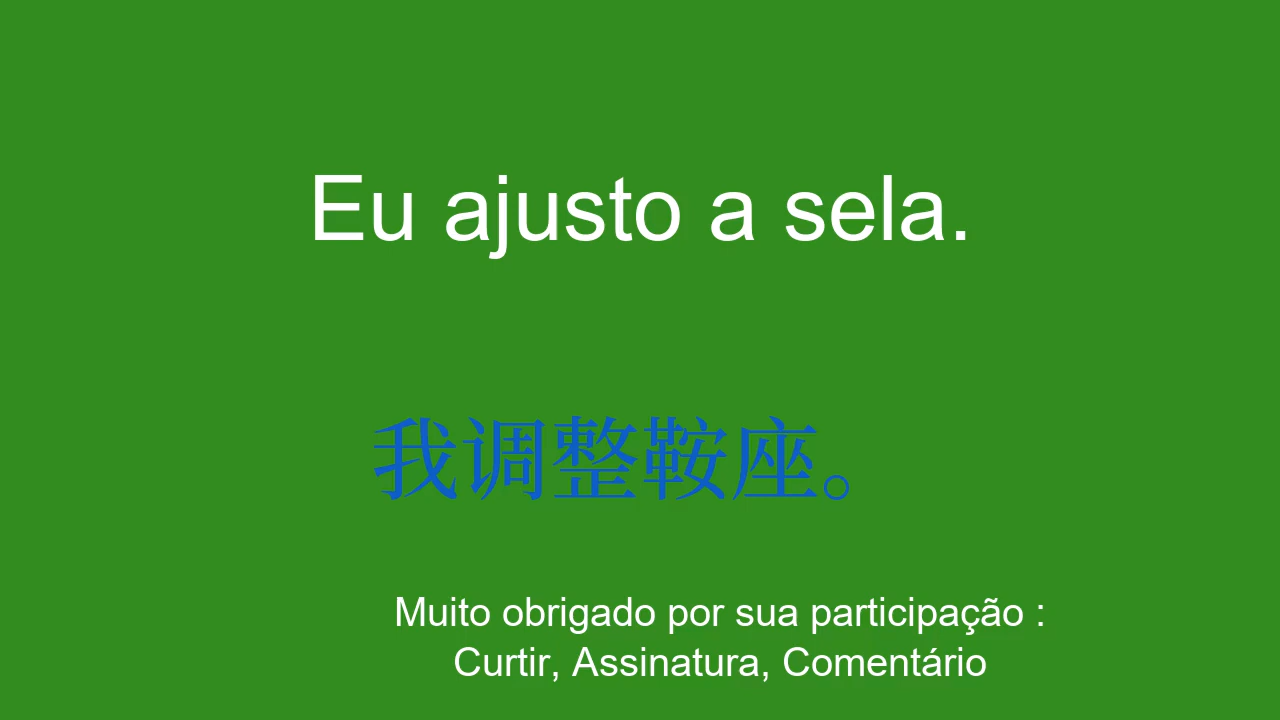 Eu ajusto a sela.
我调整鞍座。
Muito obrigado por sua participação :
Curtir, Assinatura, Comentário